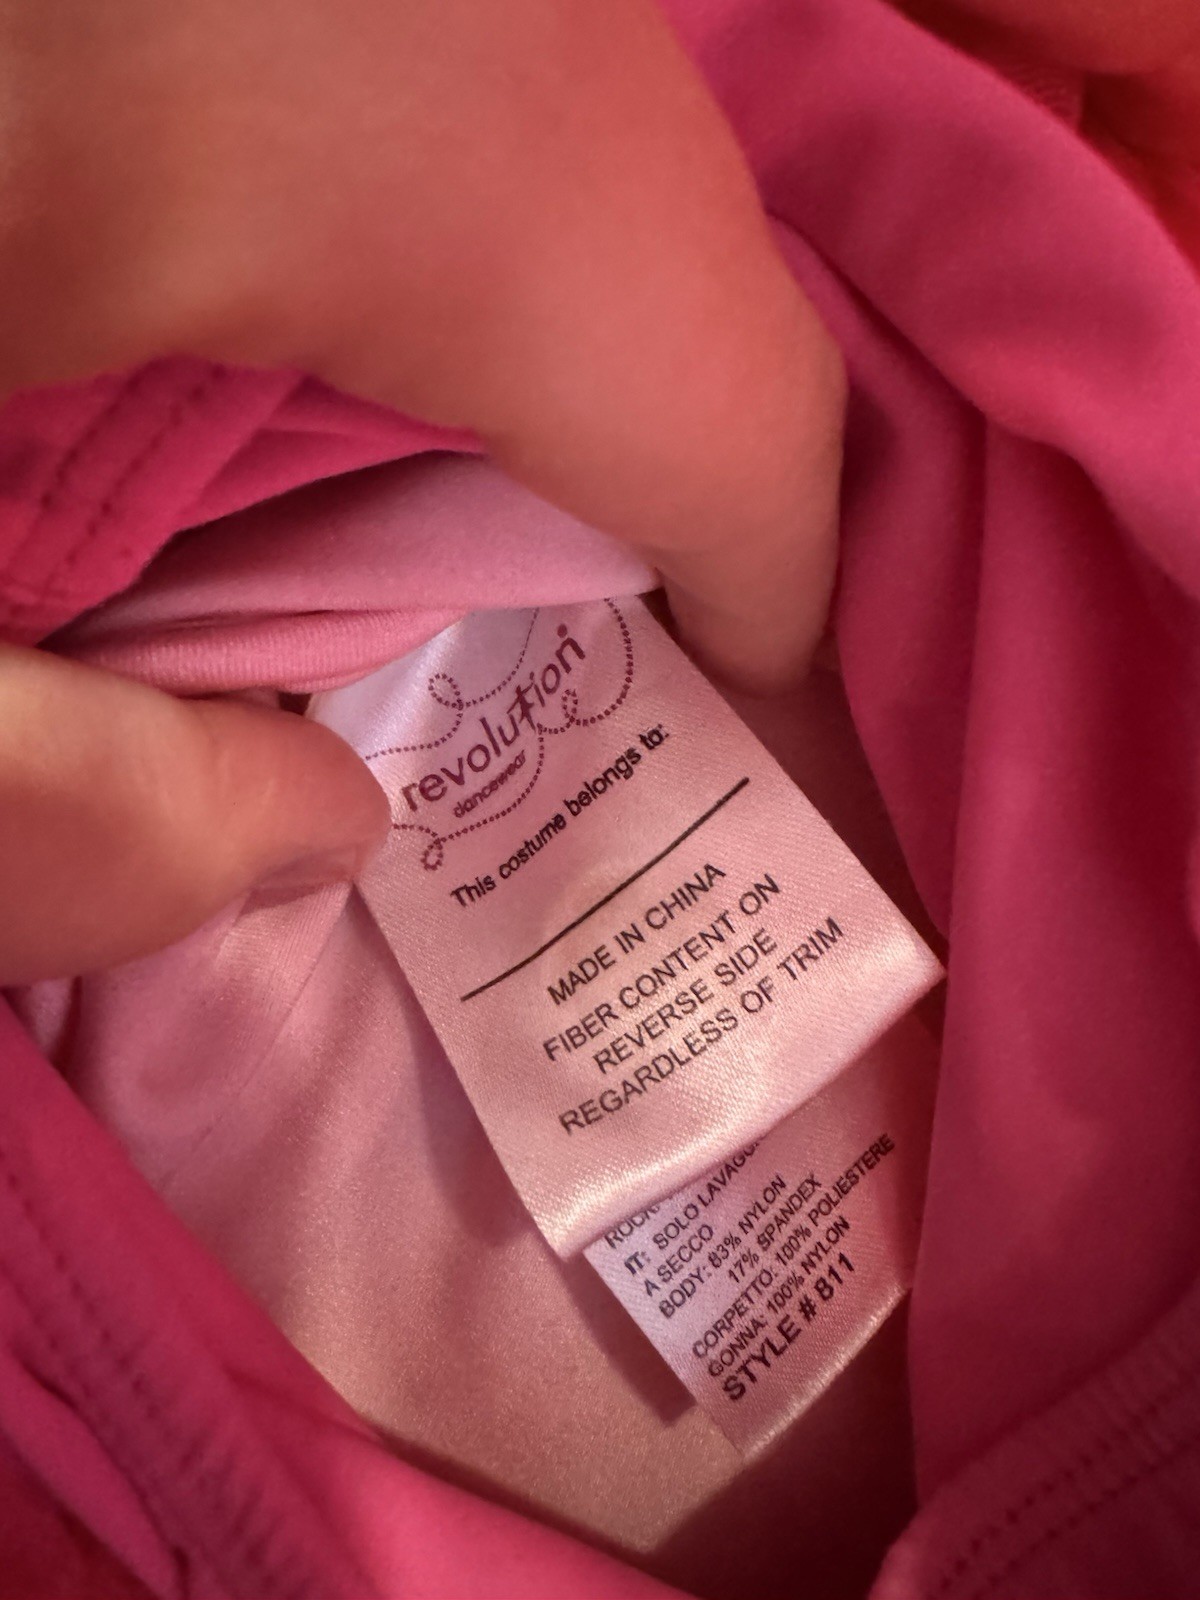 revolution
dancewear
This costume belongs to:
MADE IN CHINA
FIBER CONTENT ON
REVERSE SIDE
REGARDLESS OF TRIM
IT: SOLO
A SECCO
BODY: 83% NYLON
17% SPANDEX
CORPETTO: 100% POLIESTERE
GONNA: 100% NYLON
STYLE # 811